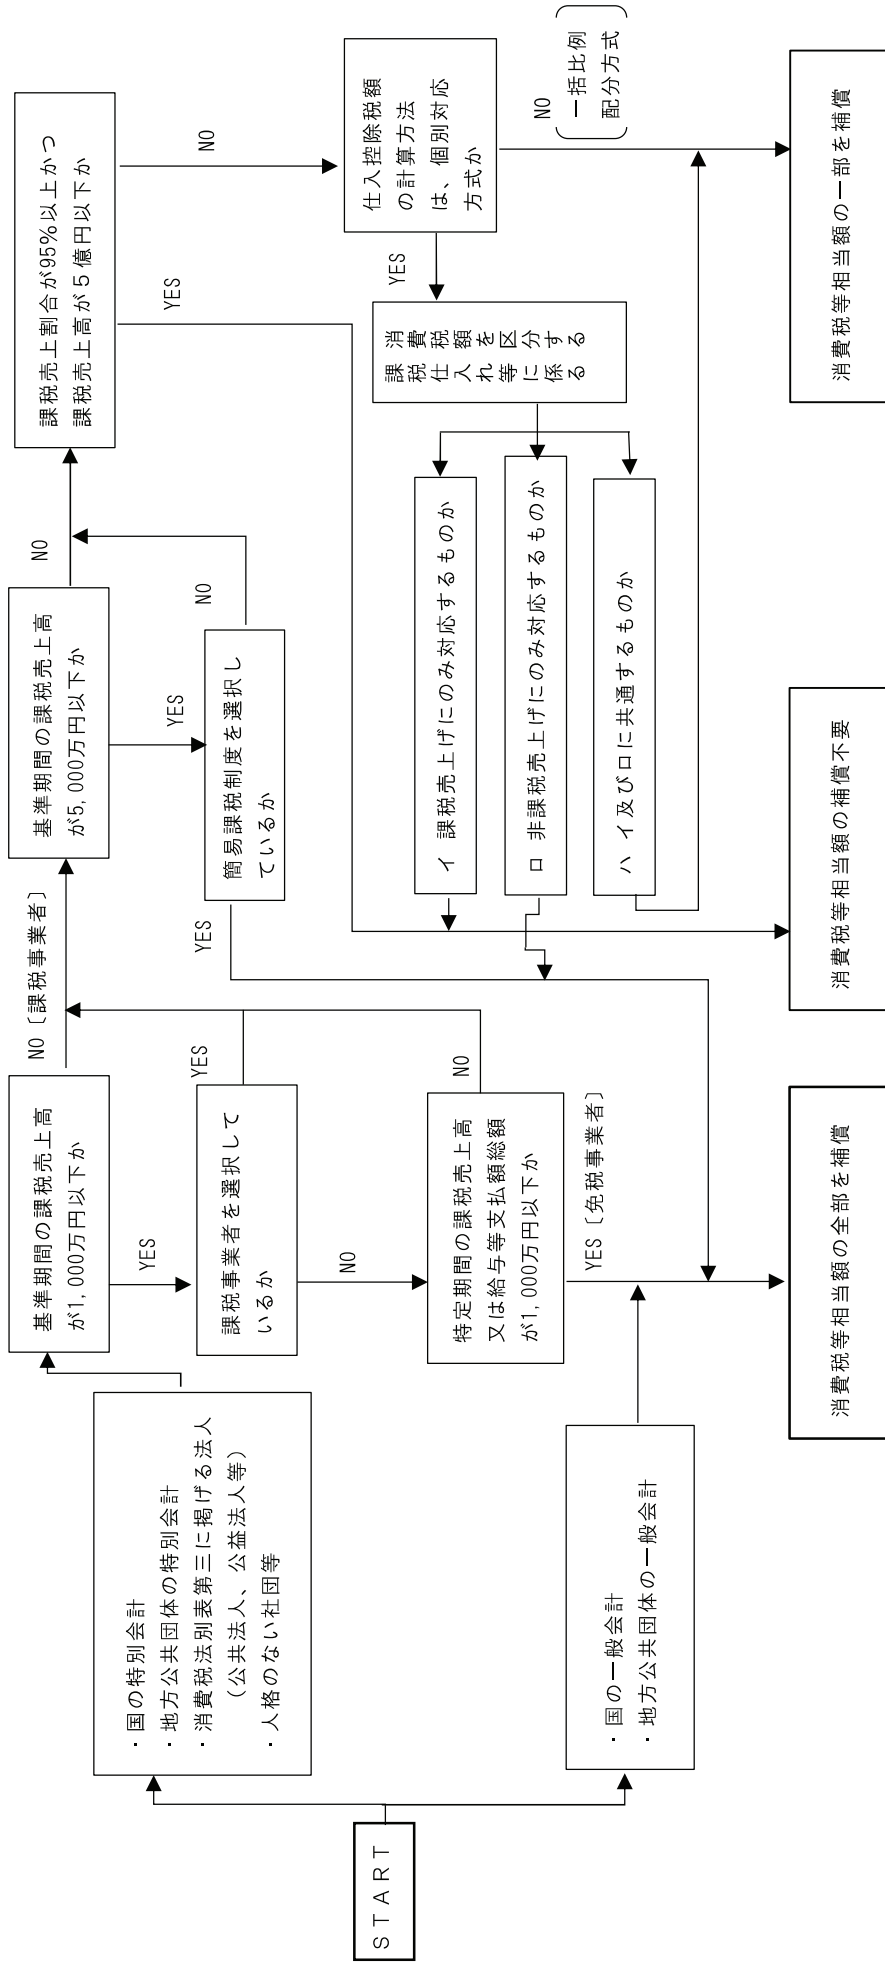 START
・国の特別会計
・地方公共団体の特別会計
・消費税法別表第三に掲げる法人
（公共法人、公益法人等）
・人格のない社団等
・国の一般会計
・地方公共団体の一般会計
基準期間の課税売上高
が1,000万円以下か
NO〔課税事業者〕
YES
課税事業者を選択して
いるか
YES
NO
特定期間の課税売上高
又は給与等支払額総額
が1,000万円以下か
NO
YES〔免税事業者〕
基準期間の課税売上高
が5,000万円以下か
NO
YES
簡易課税制度を選択し
ているか
YES
NO
課税売上割合が95％以上かつ
課税売上高が５億円以下か
YES
NO
仕入控除税額
の計算方法
は、個別対応
方式か
YES
NO
一括比例
配分方式
課税仕入れ等に係る
消費税額を区分する
イ 課税売上げにのみ対応するものか
ロ 非課税売上げにのみ対応するものか
ハ イ及びロに共通するものか
消費税等相当額の全部を補償
消費税等相当額の補償不要
消費税等相当額の一部を補償